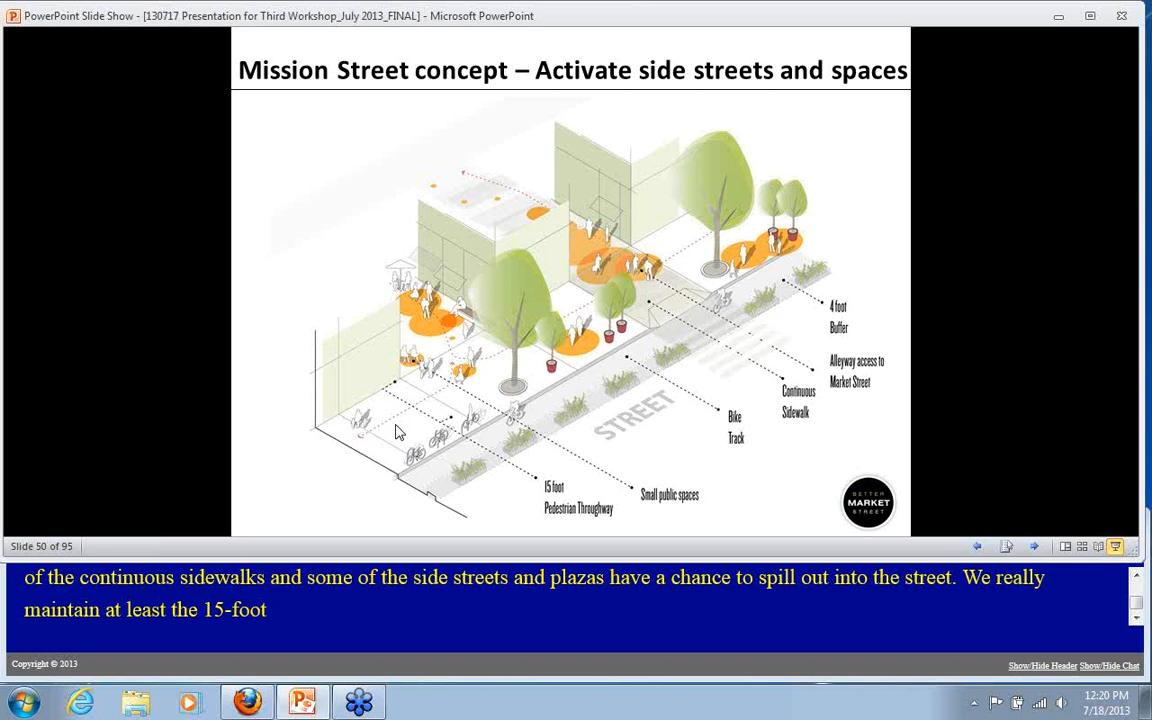 PowerPoint Slide Show - [130717 Presentation for Third Workshop_July 2013_FINAL] - Microsoft PowerPoint
Mission Street concept – Activate side streets and spaces
4 foot
Buffer
Alleyway access to
Market Street
Continuous
Sidewalk
Bike
Track
STREET
Small public spaces
15 foot
Pedestrian Throughway
BETTER
MARKET
STREET
Slide 50 of 95
of the continuous sidewalks and some of the side streets and plazas have a chance to spill out into the street. We really
maintain at least the 15-foot
Copyright © 2013
Show/Hide Header Show/Hide Chat
12:20 PM
7/18/2013